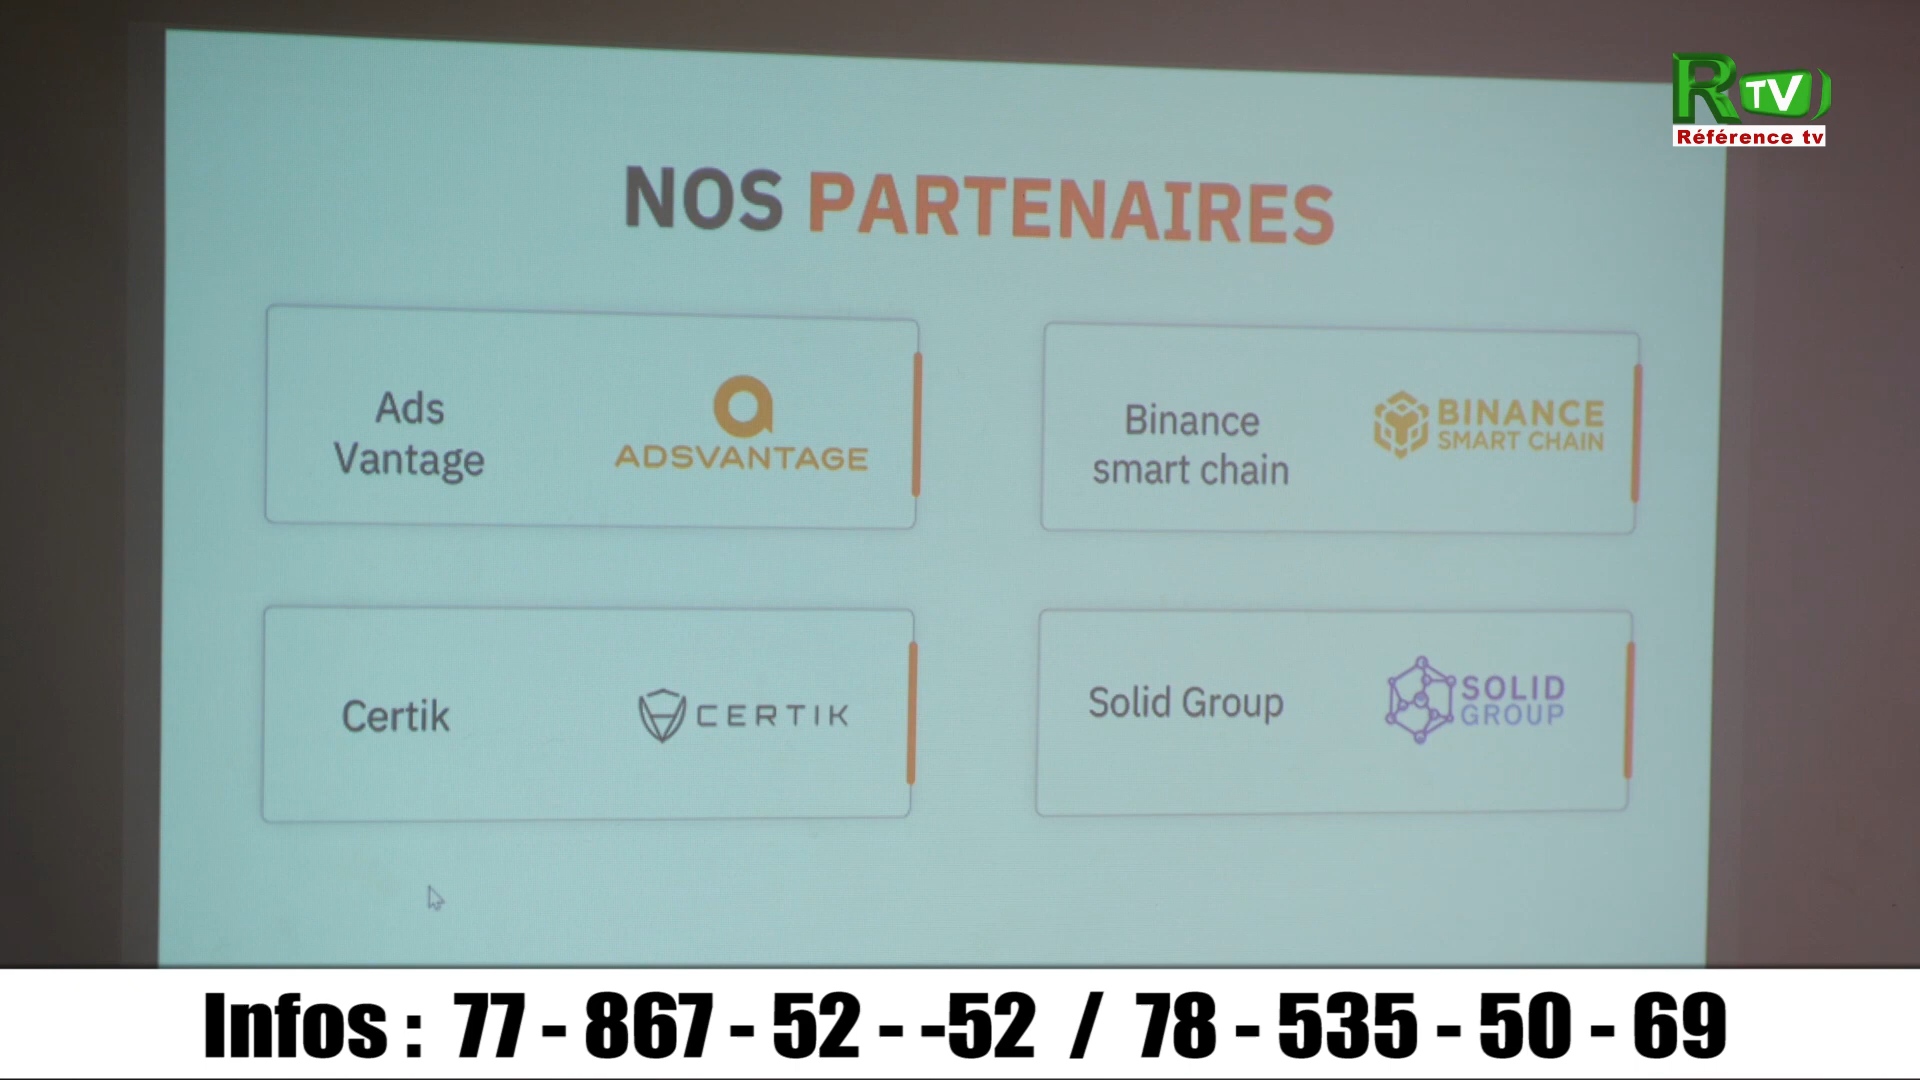 R TV
Référence tv
NOS PARTENAIRES
Ads
Vantage
ADSVANTAGE
Binance
smart chain
BINANCE
SMART CHAIN
Certik
CERTIK
Solid Group
SOLID
GROUP
Infos : 77 - 867 - 52 - -52 / 78 - 535 - 50 - 69